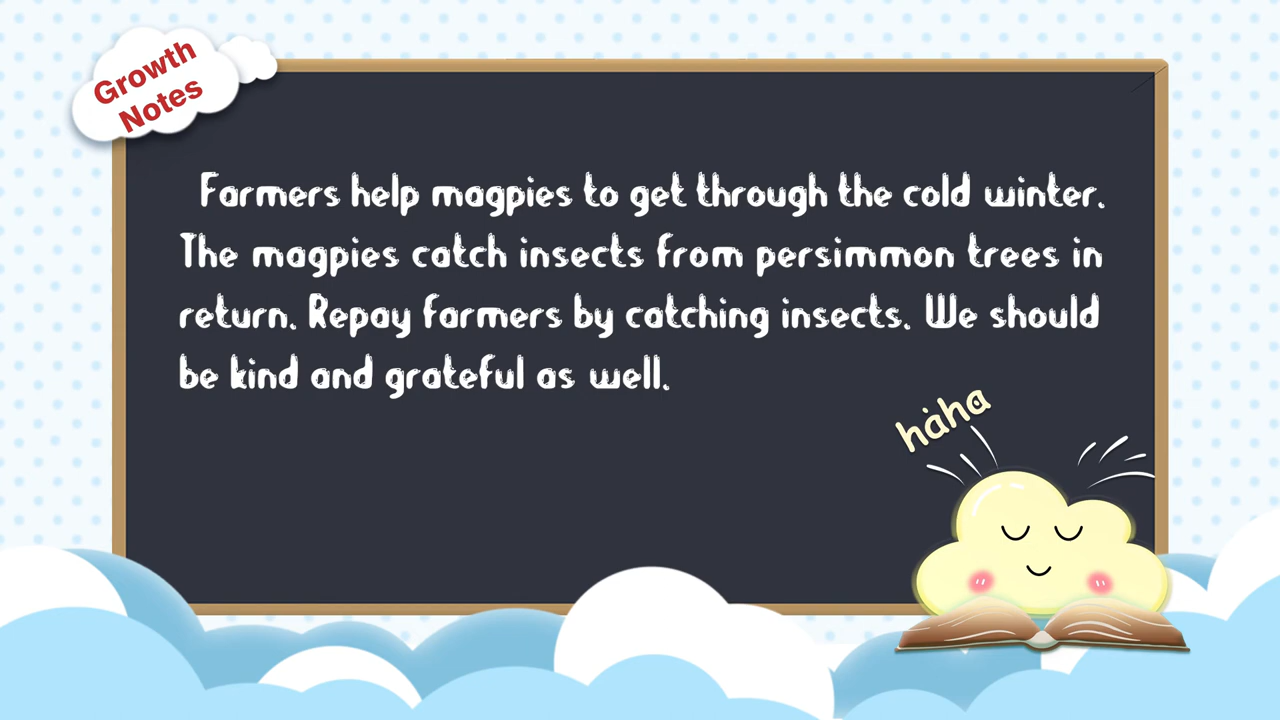 Growth
Notes
Farmers help magpies to get through the cold winter.
The magpies catch insects from persimmon trees in
return. Repay farmers by catching insects. We should
be kind and grateful as well.
haha